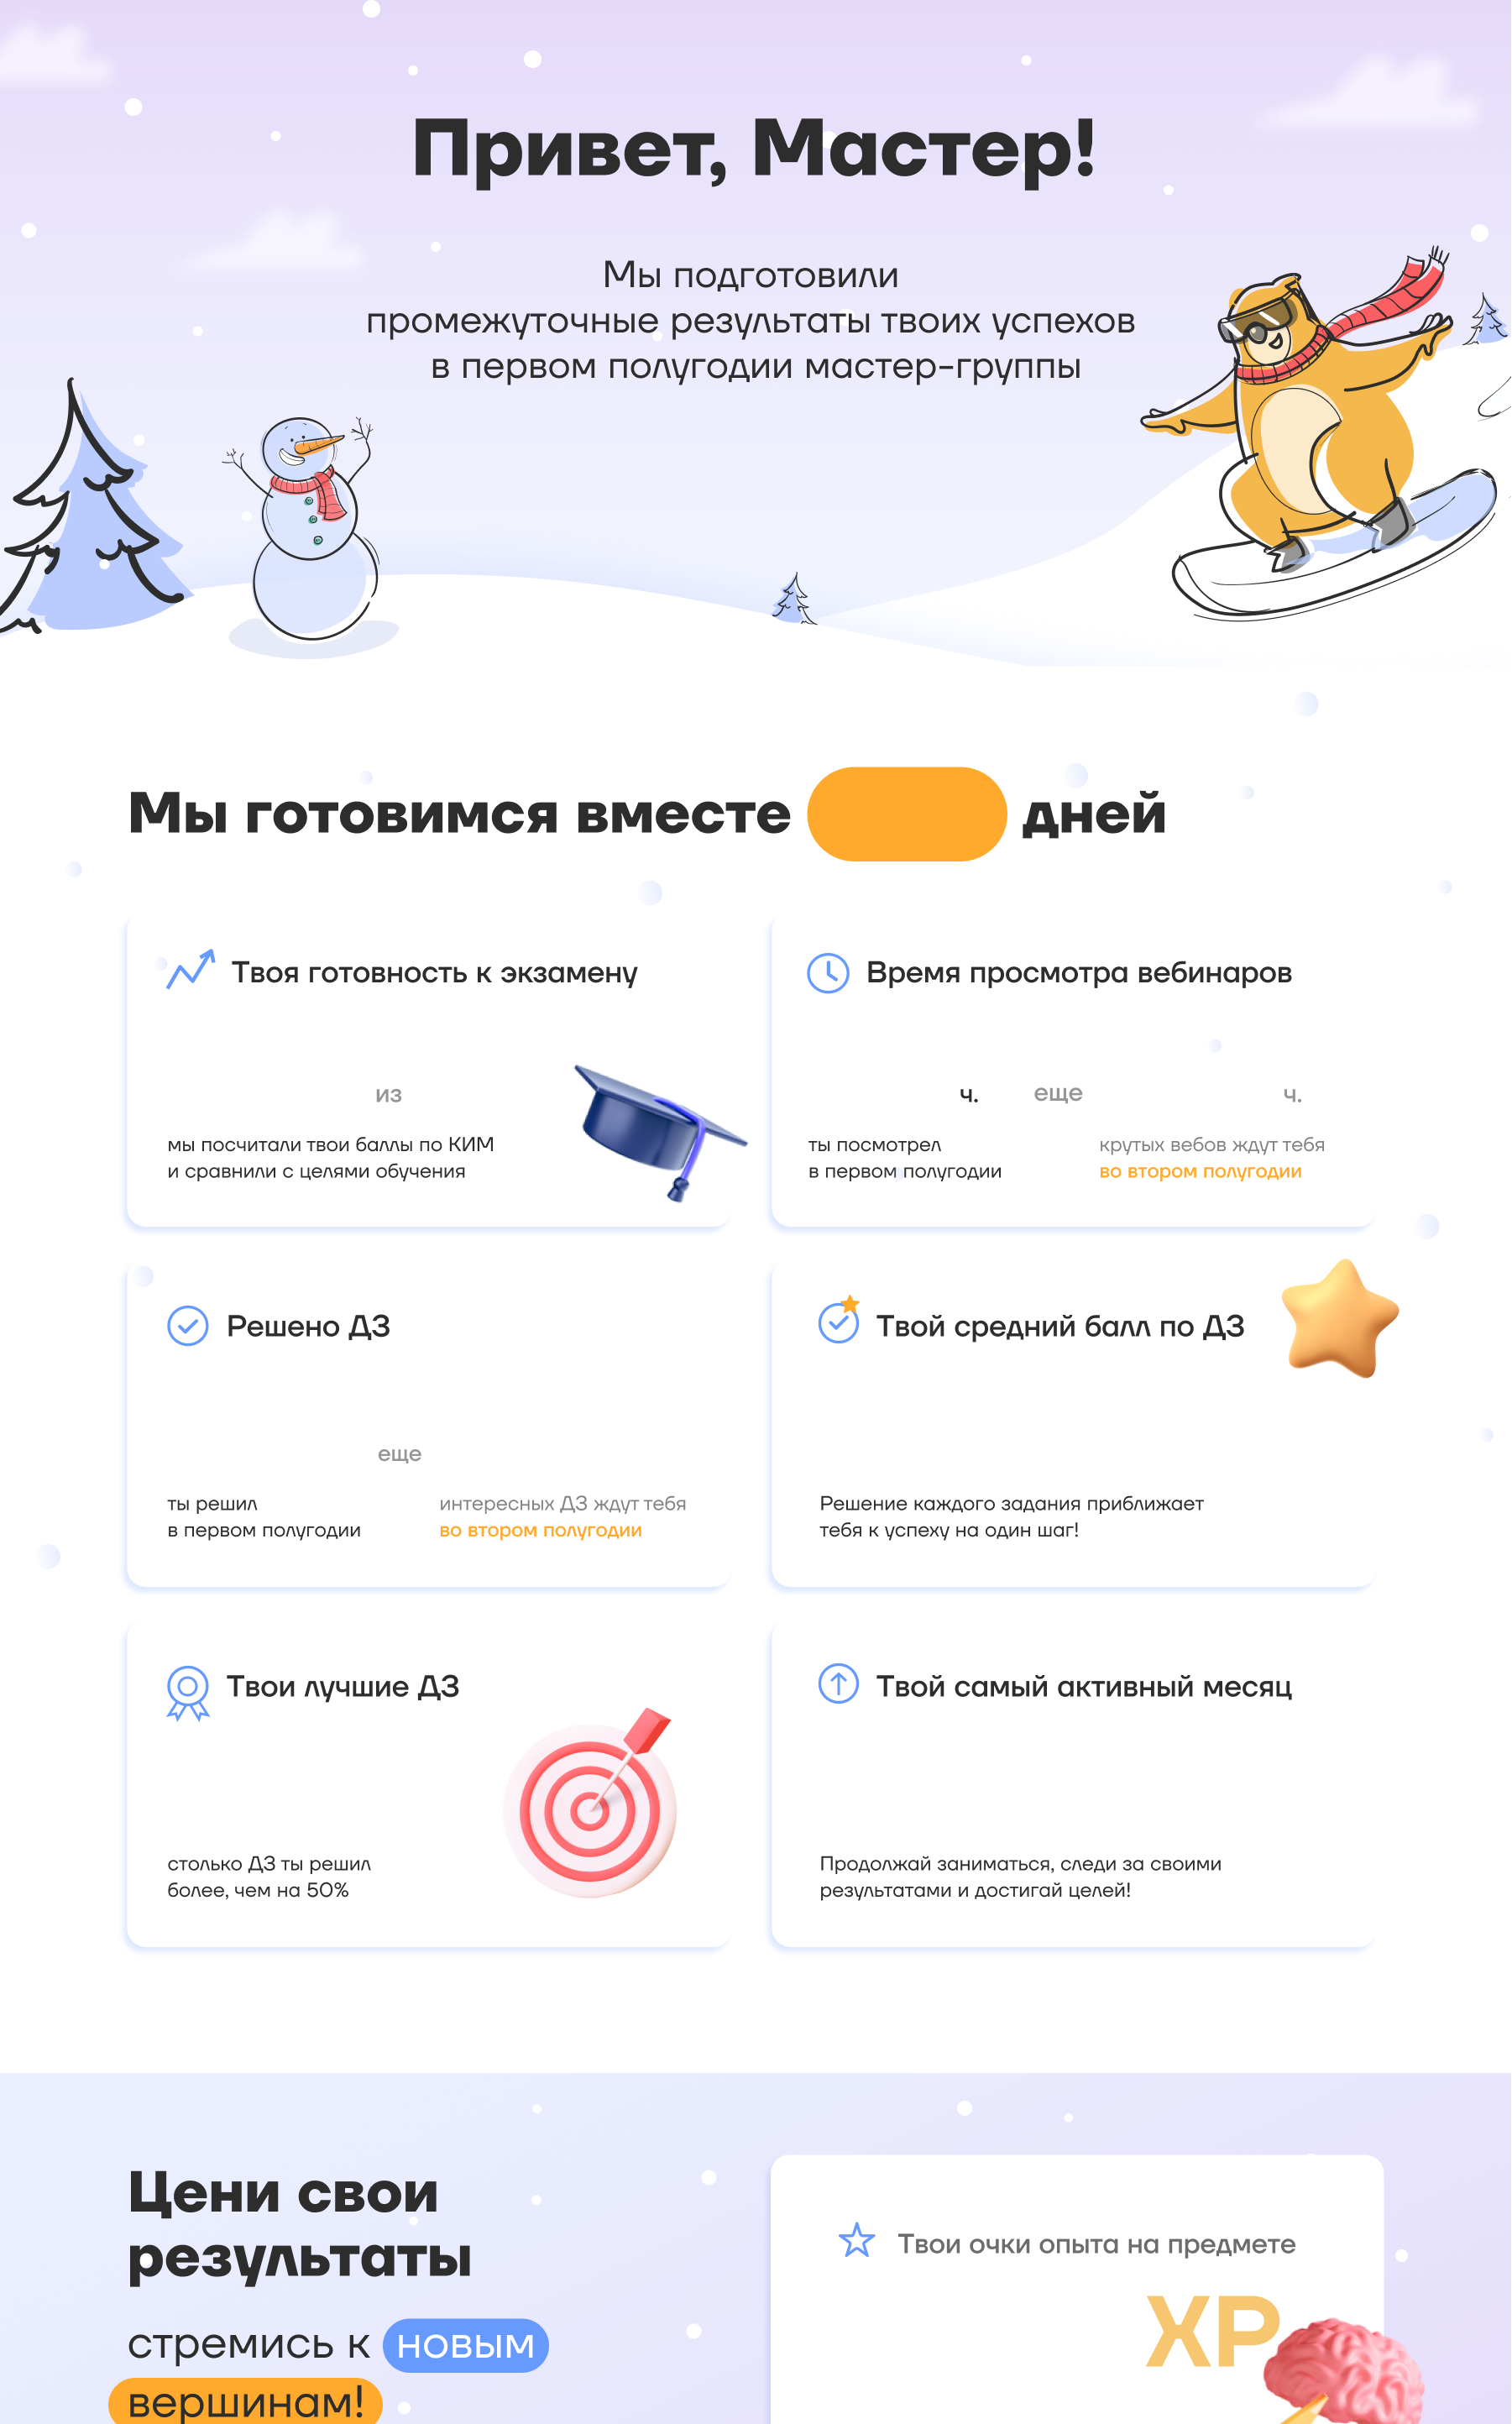 Привет, Мастер!
Мы подготовили
промежуточные результаты твоих успехов
в первом полугодии мастер-группы
Мы готовимся вместе дней
Твоя готовность к экзамену
из
мы посчитали твои баллы по КИМ
и сравнили с целями обучения
Время просмотра вебинаров
ч. еще ч.
ты посмотрел
в первом полугодии
крутых вебов ждут тебя
во втором полугодии
Решено ДЗ
еще
ты решил
в первом полугодии
интересных ДЗ ждут тебя
во втором полугодии
Твой средний балл по ДЗ
Решение каждого задания приближает
тебя к успеху на один шаг!
Твои лучшие ДЗ
столько ДЗ ты решил
более, чем на 50%
Твой самый активный месяц
Продолжай заниматься, следи за своими
результатами и достигай целей!
Цени свои
результаты
стремись к новым
вершинам!
Твои очки опыта на предмете
XP